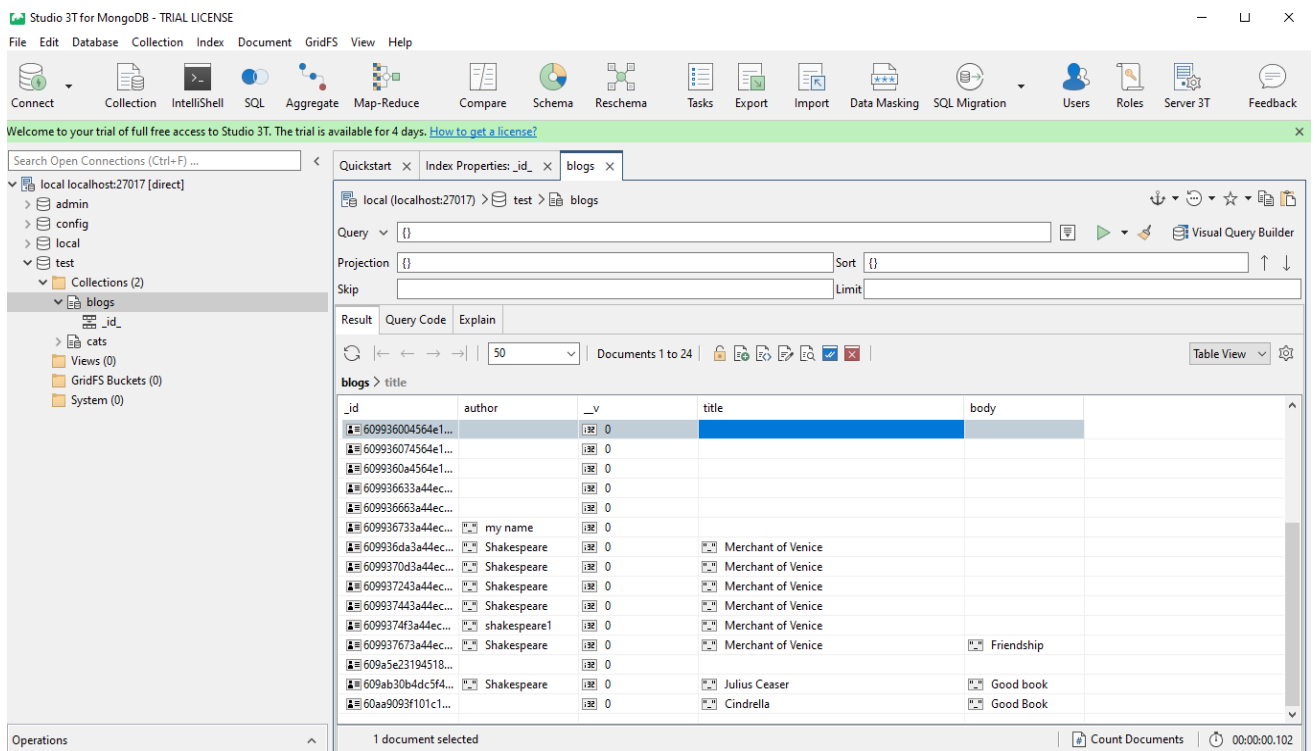 Studio 3T for MongoDB - TRIAL LICENSE
File Edit Database Collection Index Document GridFS View Help
Connect Collection IntelliShell SQL Aggregate Map-Reduce Compare Schema Reschema Tasks Export Import Data Masking SQL Migration Users Roles Server 3T Feedback
Welcome to your trial of full free access to Studio 3T. The trial is available for 4 days. How to get a license?
Search Open Connections (Ctrl+F) ...
local localhost:27017 [direct]
admin
config
local
test
Collections (2)
blogs
_id_
cats
Views (0)
GridFS Buckets (0)
System (0)
Operations
Quickstart Index Properties: _id_ blogs
local (localhost:27017) > test > blogs
Query {} Visual Query Builder
Projection {} Sort {}
Skip Limit
Result Query Code Explain
50 Documents 1 to 24 Table View
blogs > title
_id author __v title body
609936004564e1... 0
609936074564e1... 0
6099360a4564e1... 0
609936633a44ec... 0
609936663a44ec... 0
609936733a44ec... my name 0
609936da3a44ec... Shakespeare 0 Merchant of Venice
6099370d3a44ec... Shakespeare 0 Merchant of Venice
609937243a44ec... Shakespeare 0 Merchant of Venice
609937443a44ec... Shakespeare 0 Merchant of Venice
6099374f3a44ec... shakespeare1 0 Merchant of Venice
609937673a44ec... Shakespeare 0 Merchant of Venice Friendship
609a5e23194518... 0
609ab30b4dc5f4... Shakespeare 0 Julius Ceaser Good book
60aa9093f101c1... 0 Cindrella Good Book
1 document selected Count Documents 00:00:00.102